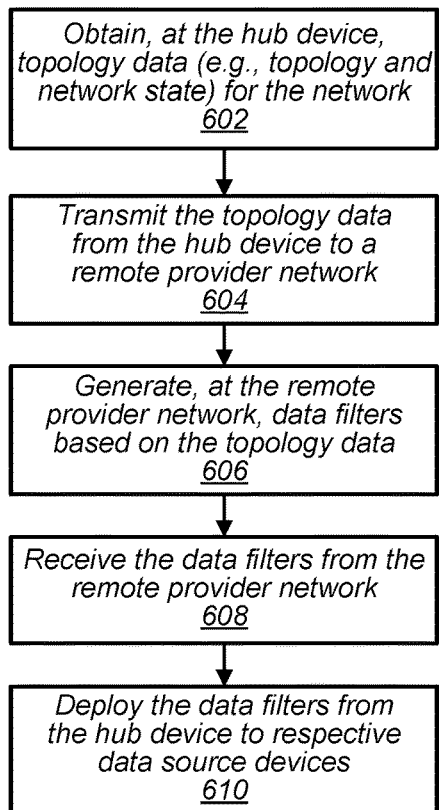 Obtain, at the hub device,
topology data (e.g., topology and
network state) for the network
602
Transmit the topology data
from the hub device to a
remote provider network
604
Generate, at the remote
provider network, data filters
based on the topology data
606
Receive the data filters from the
remote provider network
608
Deploy the data filters from
the hub device to respective
data source devices
610